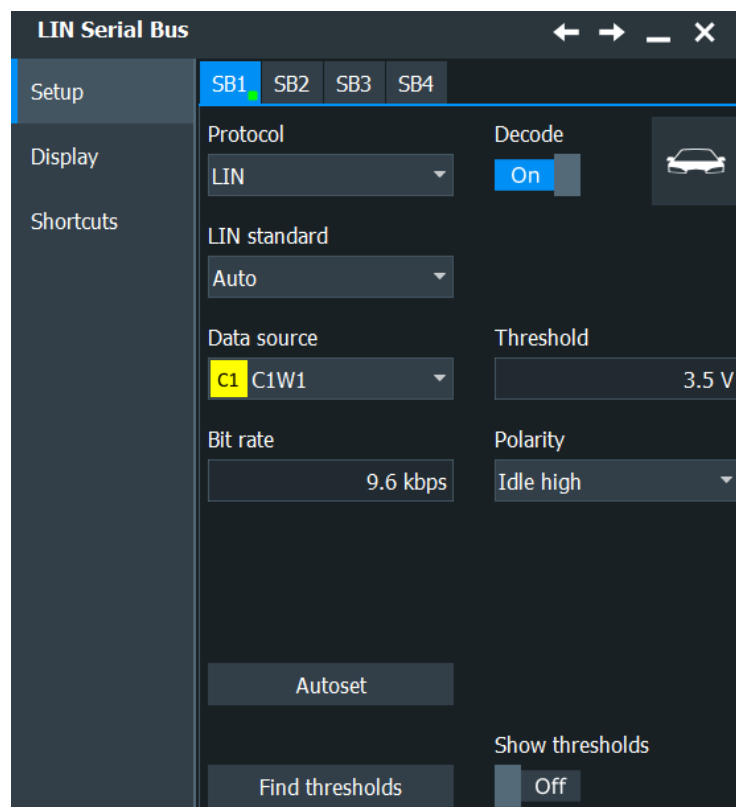 LIN Serial Bus
Setup
Display
Shortcuts
SB1 SB2 SB3 SB4
Protocol Decode
LIN On
LIN standard
Auto
Data source Threshold
C1 C1W1 3.5 V
Bit rate Polarity
9.6 kbps Idle high
Autoset
Show thresholds
Find thresholds Off